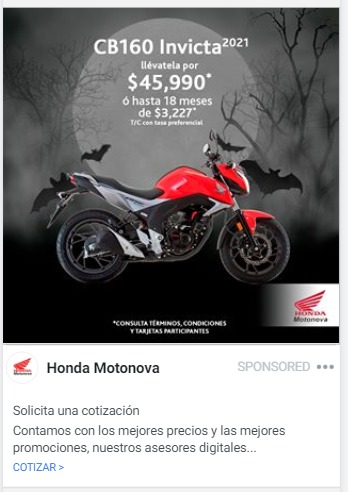 CB160 Invicta2021
llévatela por
$45,990*
ó hasta 18 meses
de $3,227*
T/C con tasa preferencial
HONDA
Motonova
*CONSULTA TÉRMINOS, CONDICIONES
Y TARJETAS PARTICIPANTES
Honda Motonova
SPONSORED
Solicita una cotización
Contamos con los mejores precios y las mejores
promociones, nuestros asesores digitales...
COTIZAR >